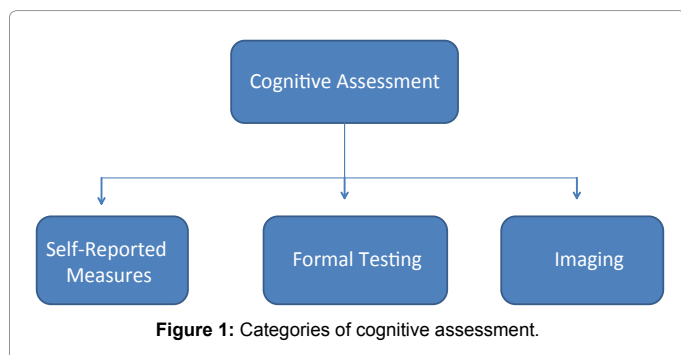 Cognitive Assessment
Self-Reported
Measures
Formal Testing
Imaging
Figure 1: Categories of cognitive assessment.